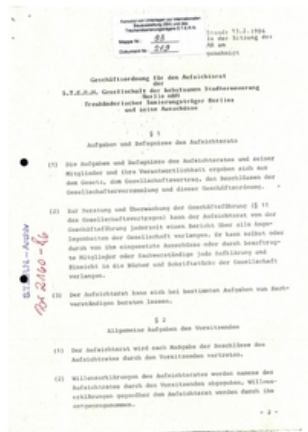 Stand: 13.2.1984
in der Sitzung des
AR am
genehmigt
Geschäftsordnung für den Aufsichtsrat
der
S.T.E.R.N. Gesellschaft der behutsamen Stadterneuerung
Berlin mbH
Treuhänderischer Sanierungsträger Berlins
und seine Ausschüsse
§ 1
Aufgaben und Befugnisse des Aufsichtsrats
(1) Die Aufgaben und Befugnisse des Aufsichtsrates und seiner
Mitglieder und ihre Verantwortlichkeit ergeben sich aus
dem Gesetz, dem Gesellschaftsvertrag, den Beschlüssen der
Gesellschafterversammlung und dieser Geschäftsordnung.
(2) Zur Beratung und Überwachung der Geschäftsführung (§ 11
des Gesellschaftsvertrages) kann der Aufsichtsrat von der
Geschäftsführung jederzeit einen Bericht über alle Ange-
legenheiten der Gesellschaft verlangen. Er kann selbst oder
durch von ihm eingesetzte Ausschüsse oder durch beauftrag-
te Mitglieder oder Sachverständige jede Aufklärung und
Einsicht in die Bücher und Schriftstücke der Gesellschaft
verlangen.
(3) Der Aufsichtsrat kann sich bei bestimmten Aufgaben von Sach-
verständigen beraten lassen.
§ 2
Allgemeine Aufgaben des Vorsitzenden
(1) Der Aufsichtsrat wird nach Maßgabe der Beschlüsse des
Aufsichtsrates durch den Vorsitzenden vertreten.
(2) Willenserklärungen des Aufsichtsrates werden namens des
Aufsichtsrates durch den Vorsitzenden abgegeben, Willens-
erklärungen gegenüber dem Aufsichtsrat werden durch ihn
entgegengenommen.
- 2 -